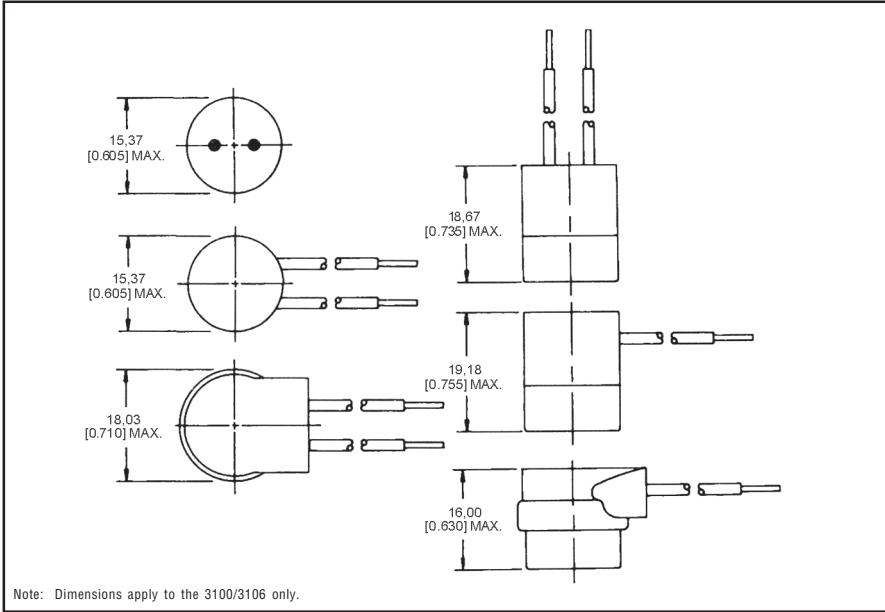 15,37
[0.605] MAX.
18,67
[0.735] MAX.
15,37
[0.605] MAX.
19,18
[0.755] MAX.
18,03
[0.710] MAX.
16,00
[0.630] MAX.
Note: Dimensions apply to the 3100/3106 only.